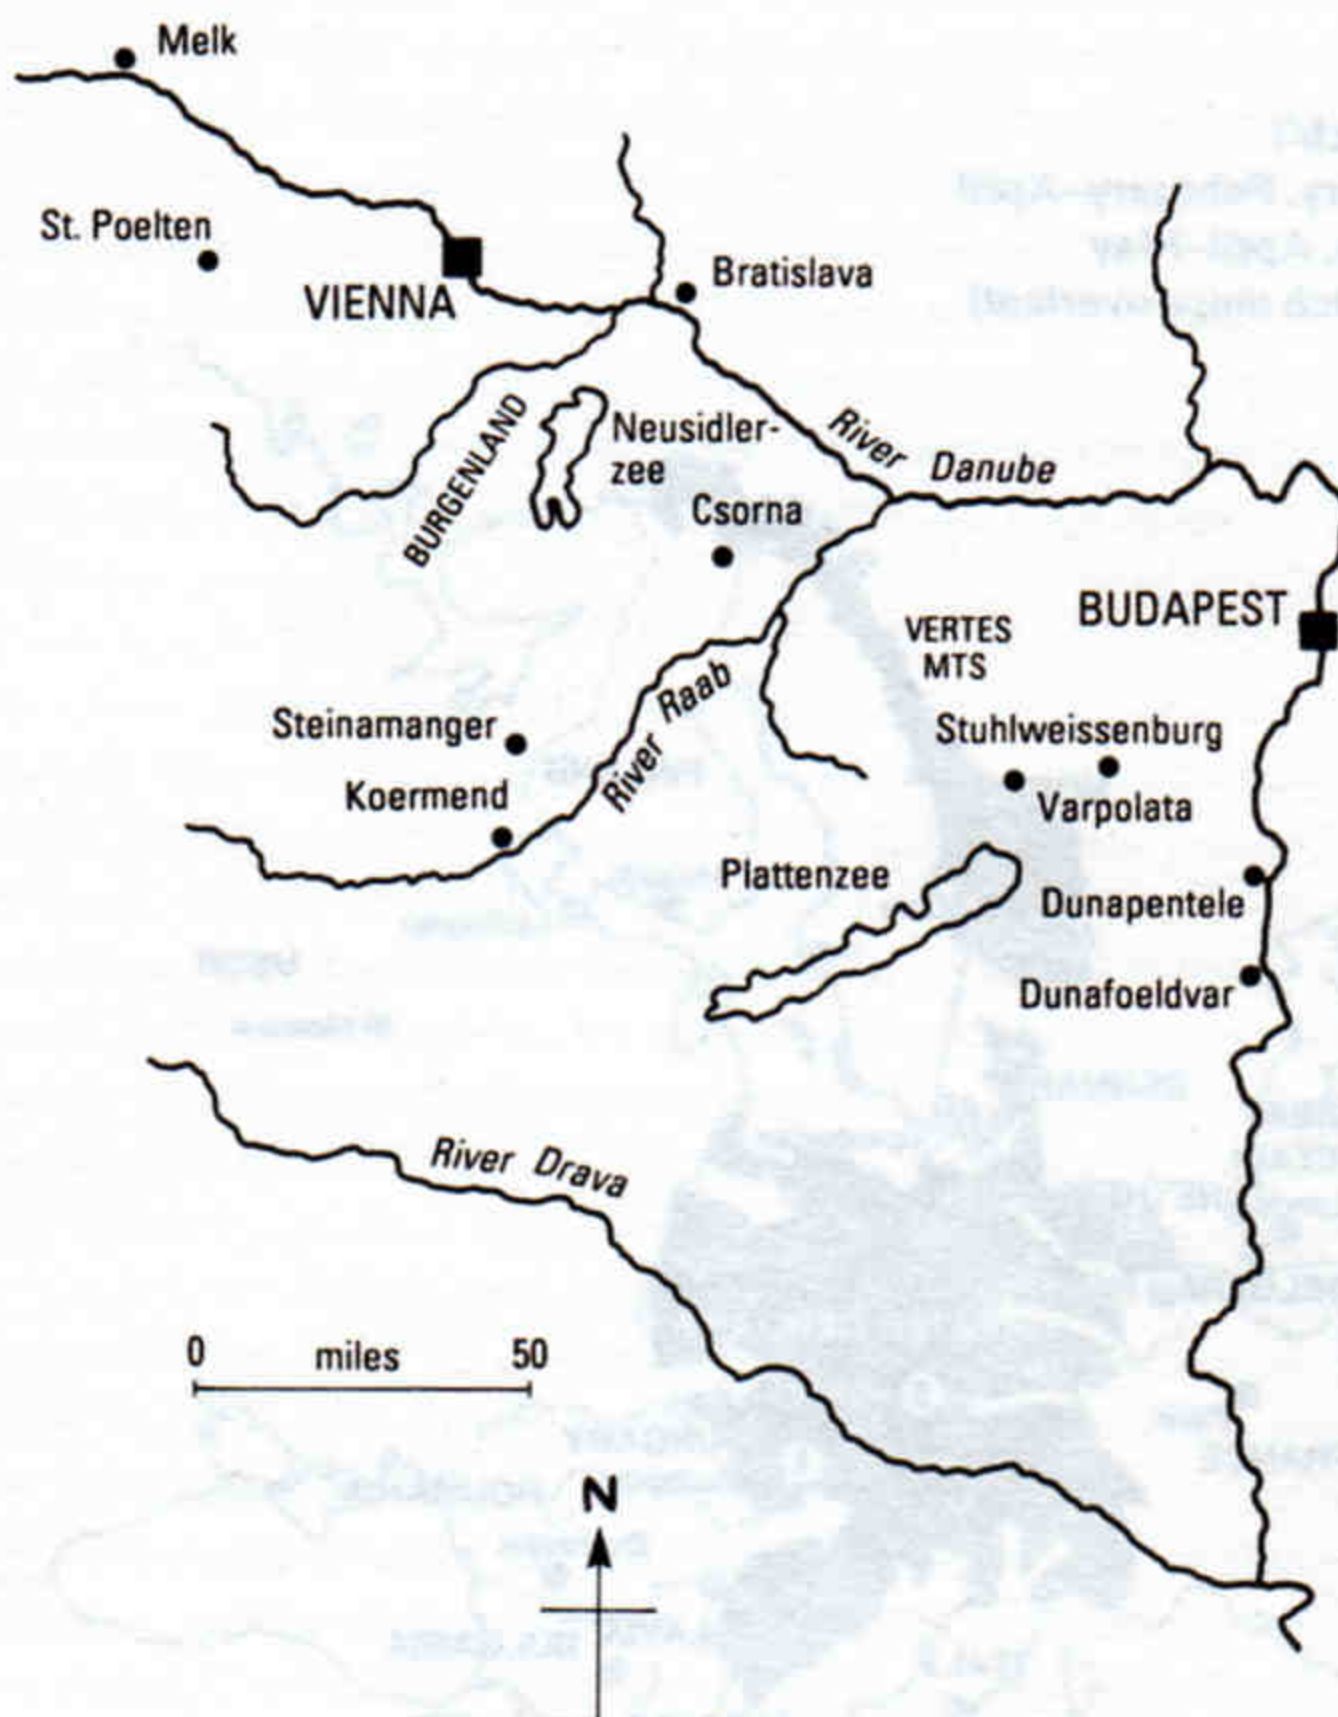 Melk
St. Poelten
VIENNA
Bratislava
BURGENLAND
Neusidler-
zee
River Danube
Csorna
BUDAPEST
VERTES
MTS
River Raab
Steinamanger
Stuhlweissenburg
Koermend
Varpolata
Plattenzee
Dunapentele
Dunafoeldvar
River Drava
0 miles 50
N